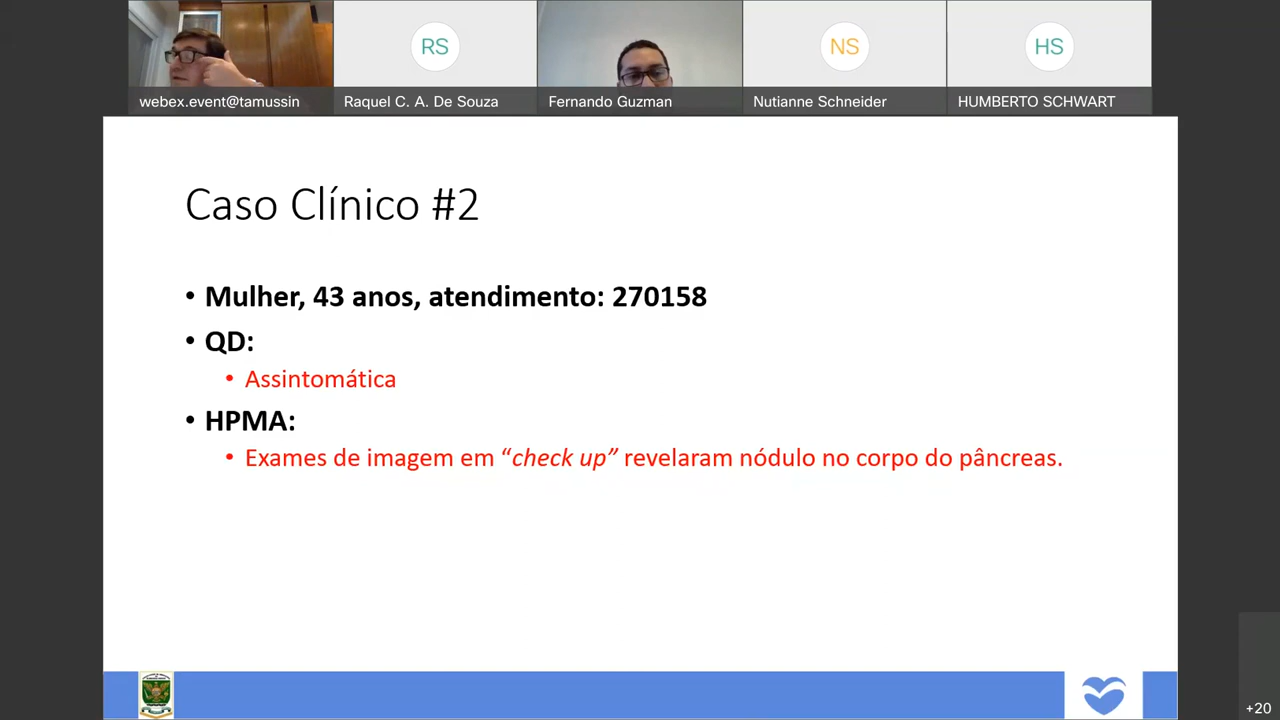 RS
NS
HS
webex.event@tamussin
Raquel C. A. De Souza
Fernando Guzman
Nutianne Schneider
HUMBERTO SCHWART
Caso Clínico #2
• Mulher, 43 anos, atendimento: 270158
• QD:
• Assintomática
• HPMA:
• Exames de imagem em “check up” revelaram nódulo no corpo do pâncreas.
+20